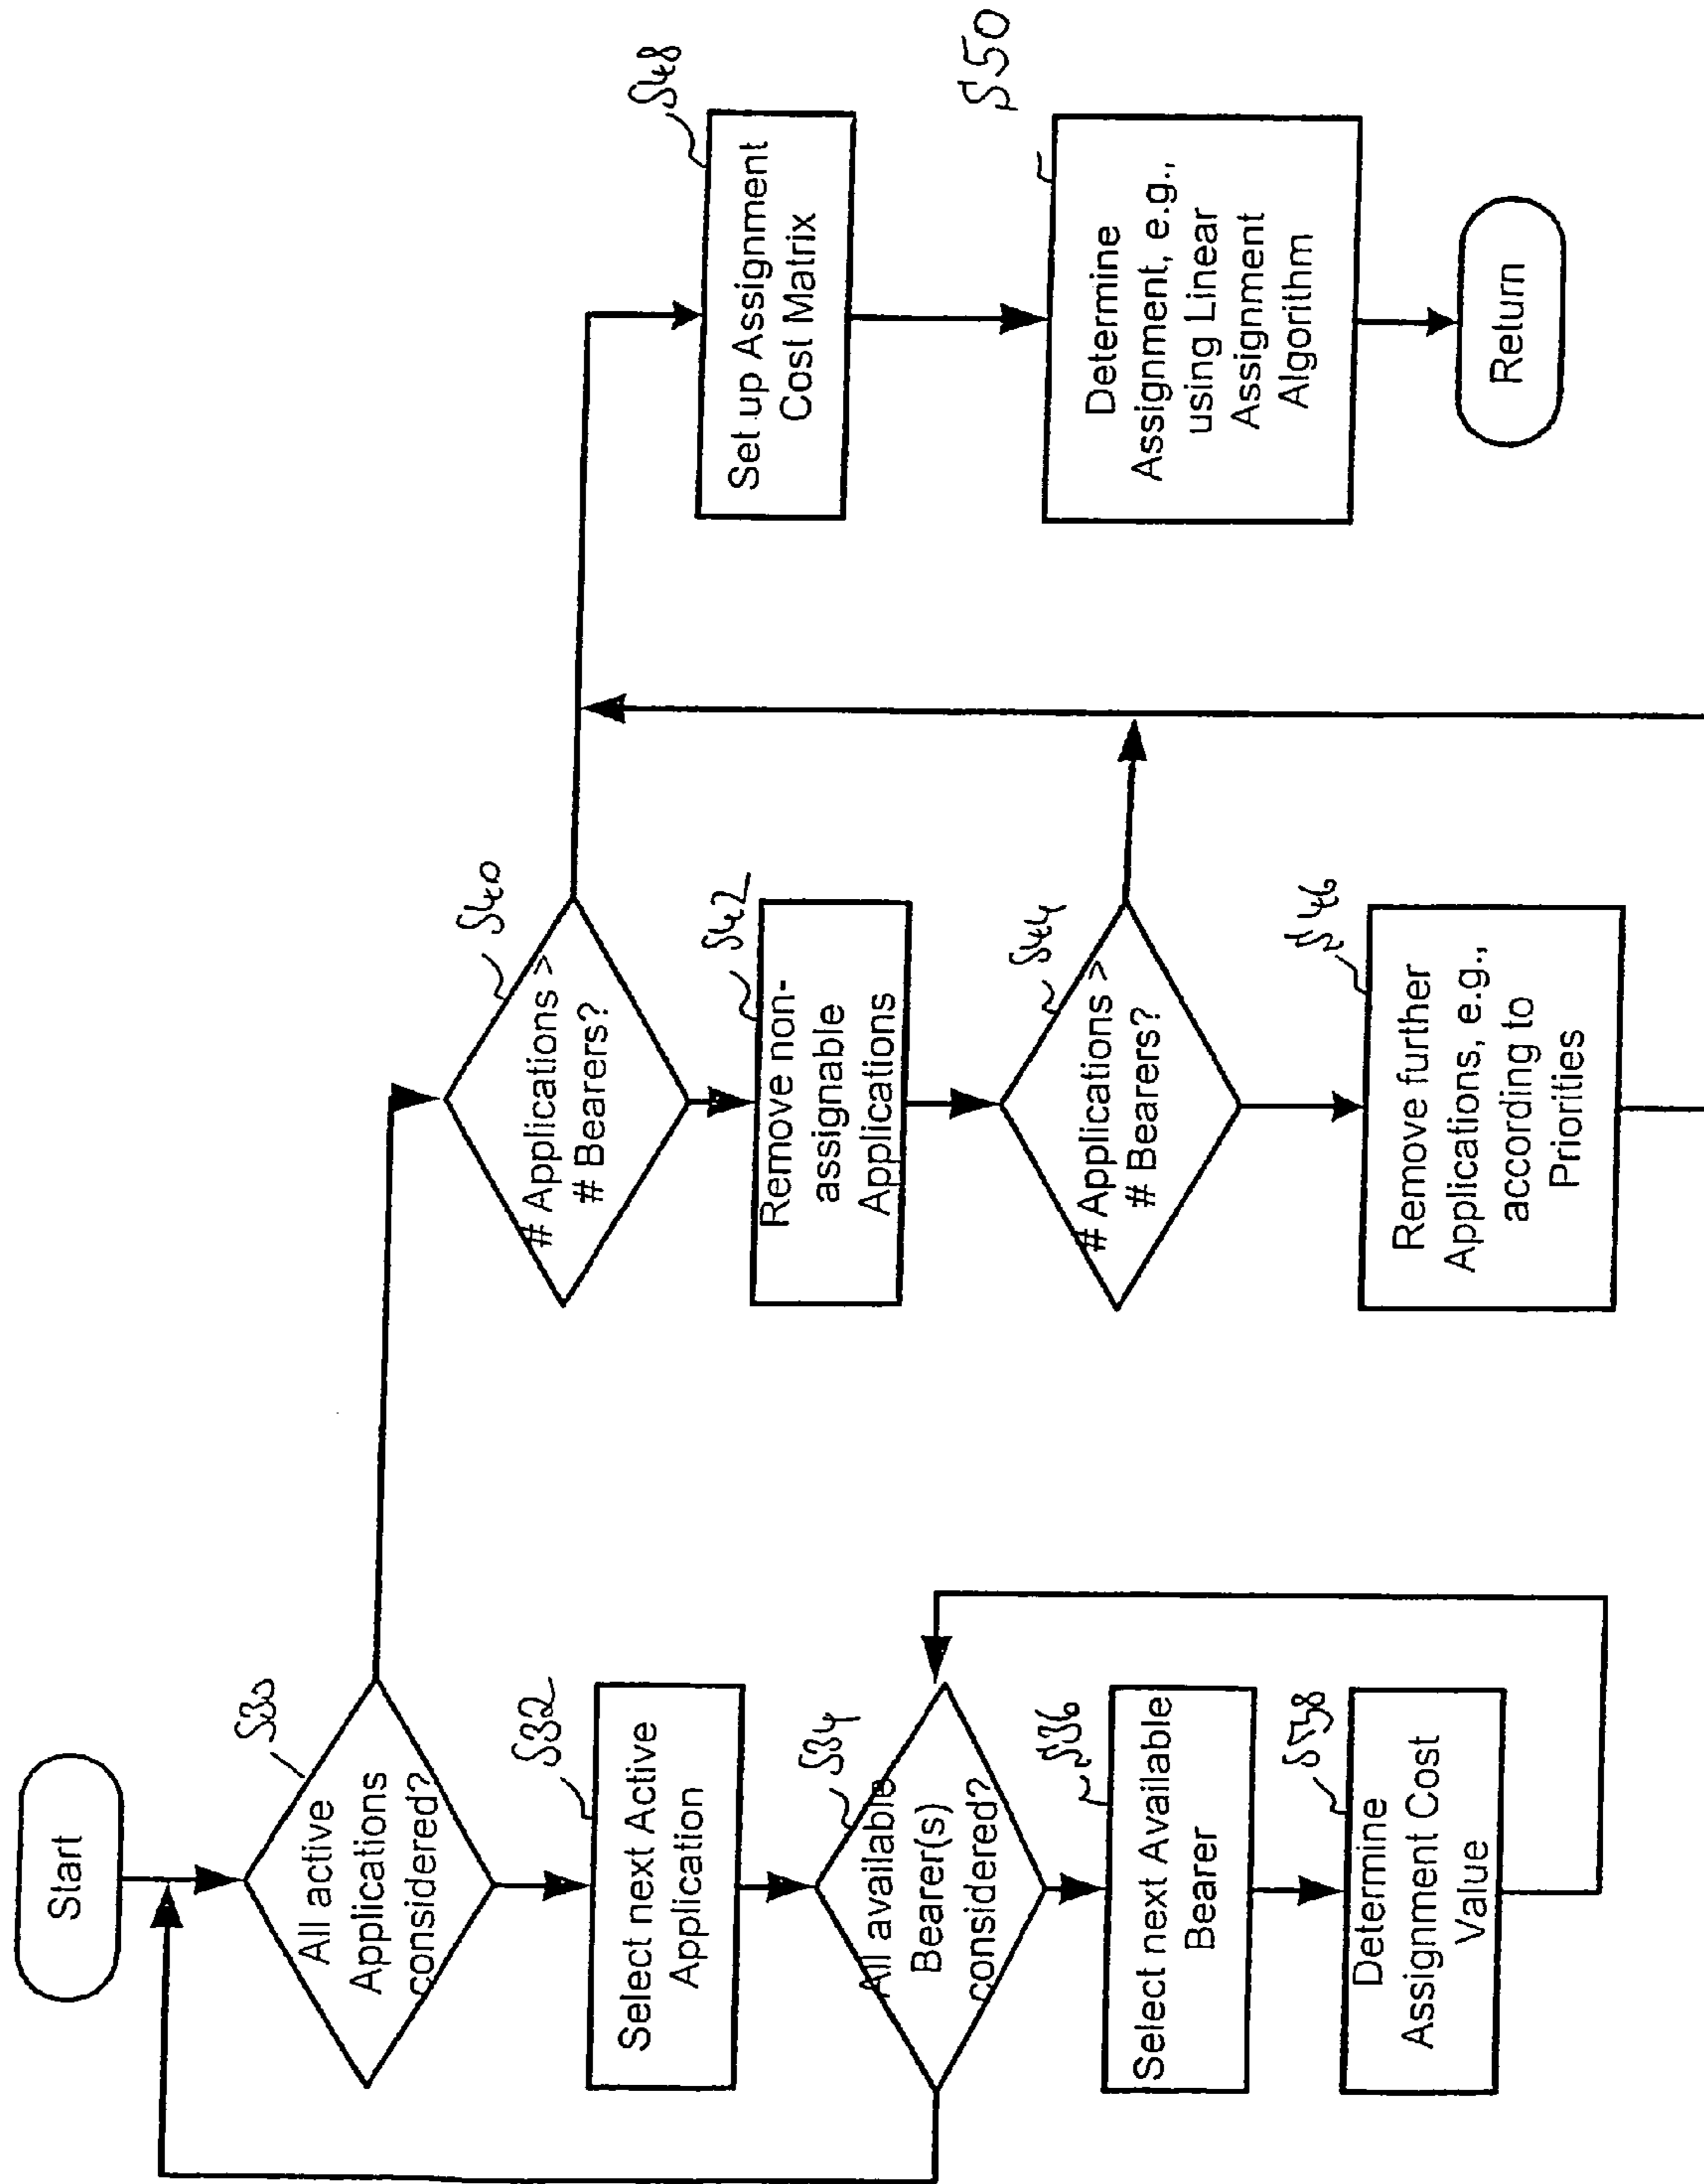 Start
S30
All active
Applications
considered?
S32
Select next Active
Application
S34
All available
Bearer(s)
considered?
S36
Select next Available
Bearer
S38
Determine
Assignment Cost
Value
S40
# Applications >
# Bearers?
S42
Remove non-
assignable
Applications
S44
# Applications >
# Bearers?
S46
Remove further
Applications, e.g.,
according to
Priorities
S48
Set up Assignment
Cost Matrix
S50
Determine
Assignment, e.g.,
using Linear
Assignment
Algorithm
Return